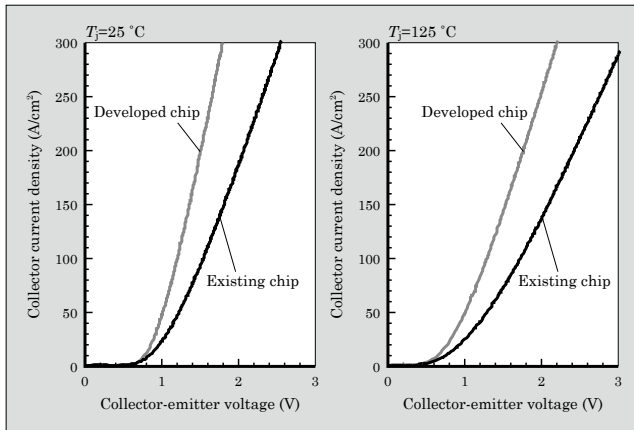 Tj=25 ˚C
300
250
200
150
100
50
0
Collector current density (A/cm²)
Developed chip
Existing chip
0
1
2
3
Collector-emitter voltage (V)
Tj=125 ˚C
300
250
200
150
100
50
0
Collector current density (A/cm²)
Developed chip
Existing chip
0
1
2
3
Collector-emitter voltage (V)